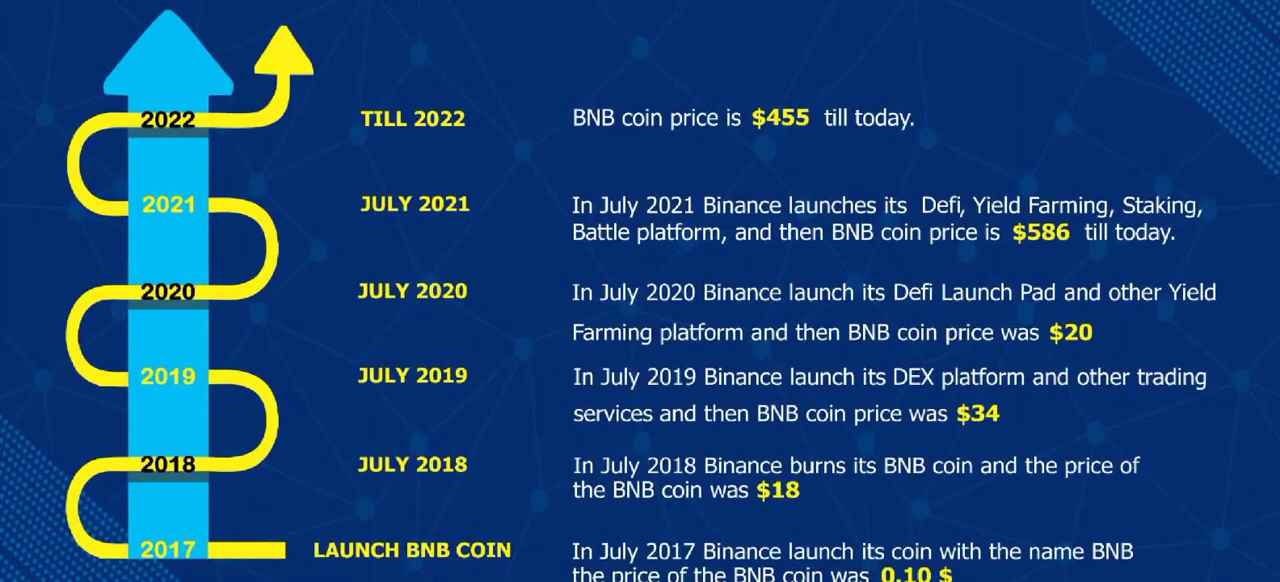 2022 TILL 2022 BNB coin price is $455 till today.
2021 JULY 2021 In July 2021 Binance launches its Defi, Yield Farming, Staking,
Battle platform, and then BNB coin price is $586 till today.
2020 JULY 2020 In July 2020 Binance launch its Defi Launch Pad and other Yield
Farming platform and then BNB coin price was $20
2019 JULY 2019 In July 2019 Binance launch its DEX platform and other trading
services and then BNB coin price was $34
2018 JULY 2018 In July 2018 Binance burns its BNB coin and the price of
the BNB coin was $18
2017 LAUNCH BNB COIN In July 2017 Binance launch its coin with the name BNB
the price of the BNB coin was 0.10 $